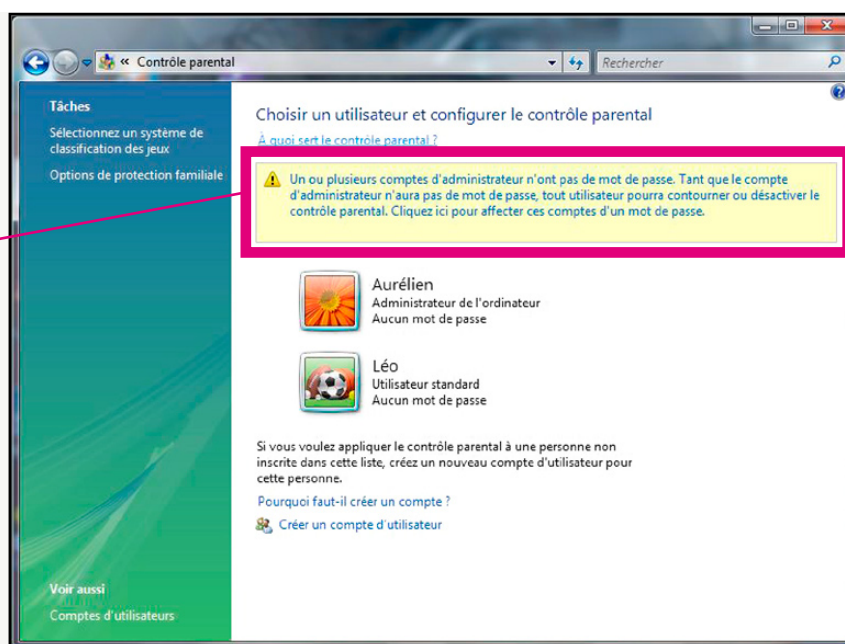 « Contrôle parental
Rechercher
Tâches
Sélectionnez un système de
classification des jeux
Options de protection familiale
Choisir un utilisateur et configurer le contrôle parental
À quoi sert le contrôle parental ?
Un ou plusieurs comptes d'administrateur n'ont pas de mot de passe. Tant que le compte
d'administrateur n'aura pas de mot de passe, tout utilisateur pourra contourner ou désactiver le
contrôle parental. Cliquez ici pour affecter ces comptes d'un mot de passe.
Aurélien
Administrateur de l'ordinateur
Aucun mot de passe
Léo
Utilisateur standard
Aucun mot de passe
Si vous voulez appliquer le contrôle parental à une personne non
inscrite dans cette liste, créez un nouveau compte d'utilisateur pour
cette personne.
Pourquoi faut-il créer un compte ?
Créer un compte d'utilisateur
Voir aussi
Comptes d'utilisateurs